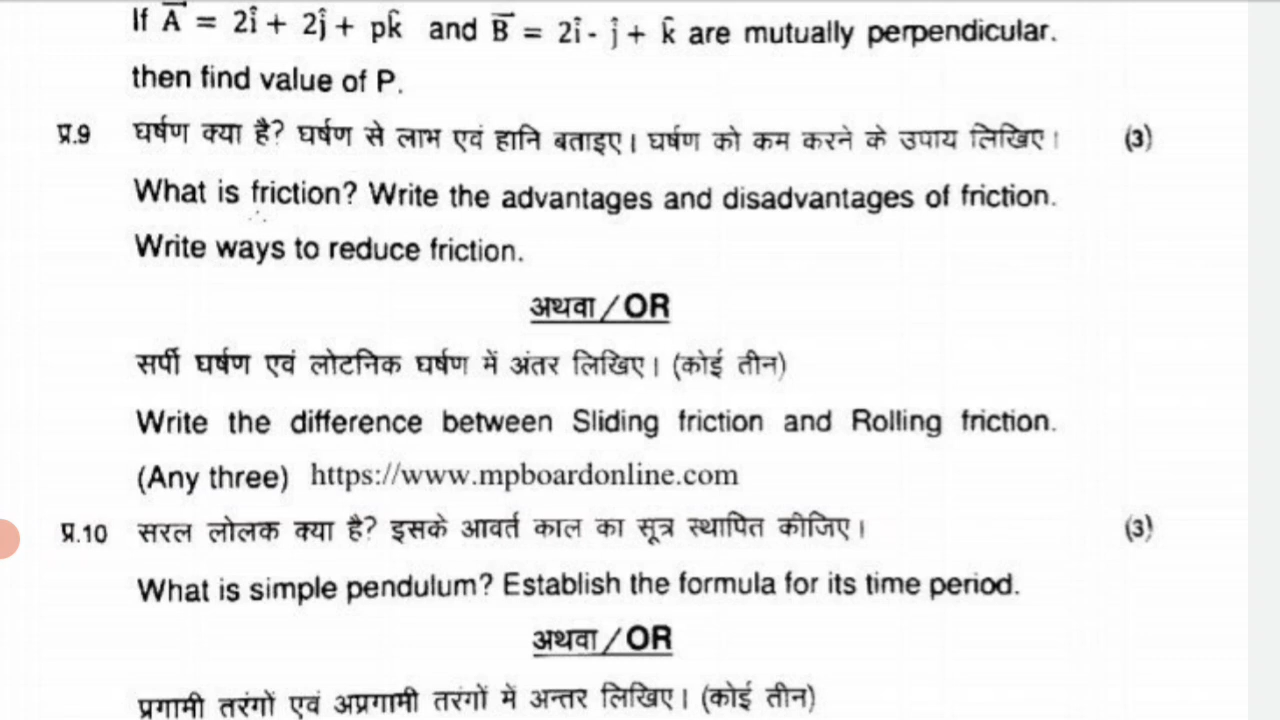 If A⃗ = 2î + 2ĵ + pk̂ and B⃗ = 2î - ĵ + k̂ are mutually perpendicular.
then find value of P.
प्र.9 घर्षण क्या है? घर्षण से लाभ एवं हानि बताइए। घर्षण को कम करने के उपाय लिखिए। (3)
What is friction? Write the advantages and disadvantages of friction.
Write ways to reduce friction.
अथवा / OR
सर्पी घर्षण एवं लोटनिक घर्षण में अंतर लिखिए। (कोई तीन)
Write the difference between Sliding friction and Rolling friction.
(Any three) https://www.mpboardonline.com
प्र.10 सरल लोलक क्या है? इसके आवर्त काल का सूत्र स्थापित कीजिए। (3)
What is simple pendulum? Establish the formula for its time period.
अथवा / OR
प्रगामी तरंगों एवं अप्रगामी तरंगों में अन्तर लिखिए। (कोई तीन)